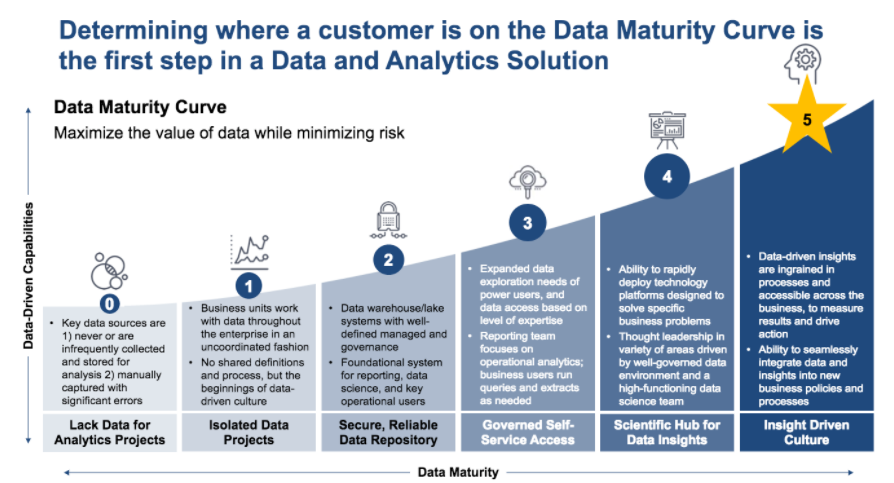 Determining where a customer is on the Data Maturity Curve is
the first step in a Data and Analytics Solution
Data Maturity Curve
Maximize the value of data while minimizing risk
Data-Driven Capabilities
0
• Key data sources are
1) never or are
infrequently collected
and stored for
analysis 2) manually
captured with
significant errors
Lack Data for
Analytics Projects
1
• Business units work
with data throughout
the enterprise in an
uncoordinated fashion
• No shared definitions
and process, but the
beginnings of data-
driven culture
Isolated Data
Projects
2
• Data warehouse/lake
systems with well-
defined managed and
governance
• Foundational system
for reporting, data
science, and key
operational users
Secure, Reliable
Data Repository
3
• Expanded data
exploration needs of
power users, and
data access based on
level of expertise
• Reporting team
focuses on
operational analytics;
business users run
queries and extracts
as needed
Governed Self-
Service Access
4
• Ability to rapidly
deploy technology
platforms designed to
solve specific
business problems
• Thought leadership in
variety of areas driven
by well-governed data
environment and a
high-functioning data
science team
Scientific Hub for
Data Insights
5
• Data-driven insights
are ingrained in
processes and
accessible across the
business, to measure
results and drive
action
• Ability to seamlessly
integrate data and
insights into new
business policies and
processes
Insight Driven
Culture
Data Maturity